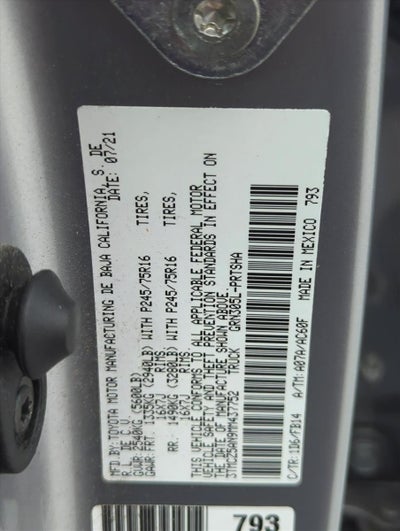 MFD. BY: TOYOTA MOTOR MANUFACTURING DE BAJA CALIFORNIA, S. DE
R.L. DE C.V. DATE: 07/21
GVWR: 2540KG(5600LB)
GAWR: FRT. 1335KG(2940LB) WITH P245/75R16 TIRES,
16X7J RIMS
RR. 1490KG(3280LB) WITH P245/75R16 TIRES,
16X7J RIMS
THIS VEHICLE CONFORMS TO ALL APPLICABLE FEDERAL MOTOR
VEHICLE SAFETY AND THEFT PREVENTION STANDARDS IN EFFECT ON
THE DATE OF MANUFACTURE SHOWN ABOVE.
TRUCK GRN305L-PRTSHA
C/TR: 1D6/FB14 A/TM: A07A/AC60F MADE IN MEXICO 793
793